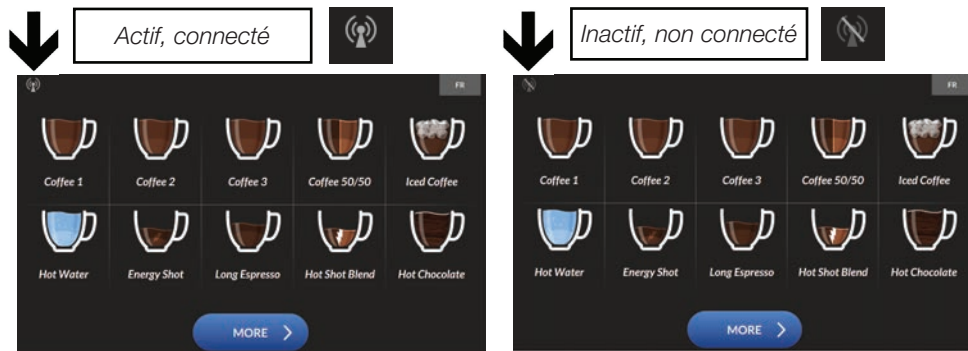 Actif, connecté
Inactif, non connecté
FR
Coffee 1 Coffee 2 Coffee 3 Coffee 50/50 Iced Coffee
Hot Water Energy Shot Long Espresso Hot Shot Blend Hot Chocolate
MORE
FR
Coffee 1 Coffee 2 Coffee 3 Coffee 50/50 Iced Coffee
Hot Water Energy Shot Long Espresso Hot Shot Blend Hot Chocolate
MORE